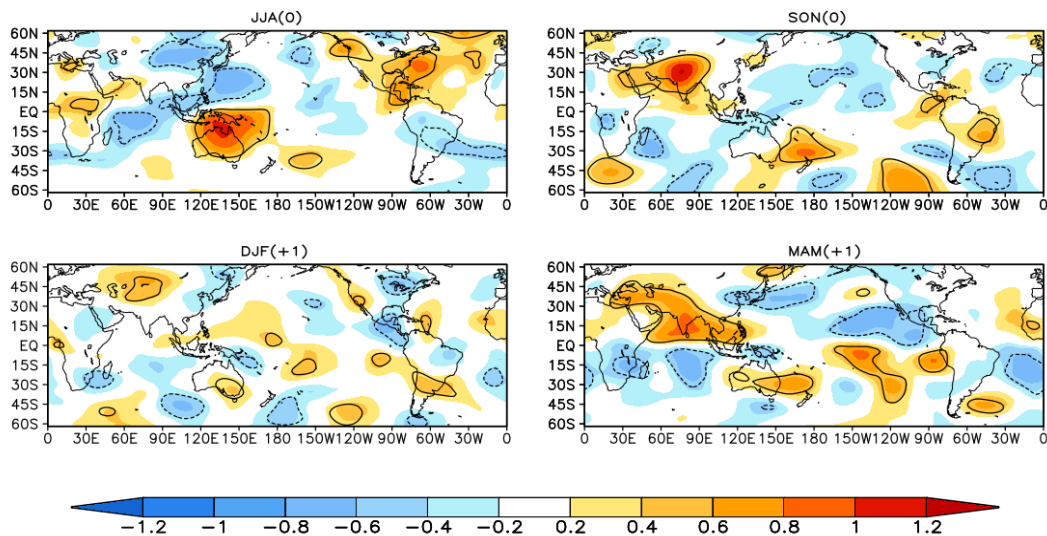 JJA(0)
60N
45N
30N
15N
EQ
15S
30S
45S
60S
0 30E 60E 90E 120E 150E 180 150W 120W 90W 60W 30W 0
SON(0)
60N
45N
30N
15N
EQ
15S
30S
45S
60S
0 30E 60E 90E 120E 150E 180 150W 120W 90W 60W 30W 0
DJF(+1)
60N
45N
30N
15N
EQ
15S
30S
45S
60S
0 30E 60E 90E 120E 150E 180 150W 120W 90W 60W 30W 0
MAM(+1)
60N
45N
30N
15N
EQ
15S
30S
45S
60S
0 30E 60E 90E 120E 150E 180 150W 120W 90W 60W 30W 0
-1.2 -1 -0.8 -0.6 -0.4 -0.2 0.2 0.4 0.6 0.8 1 1.2